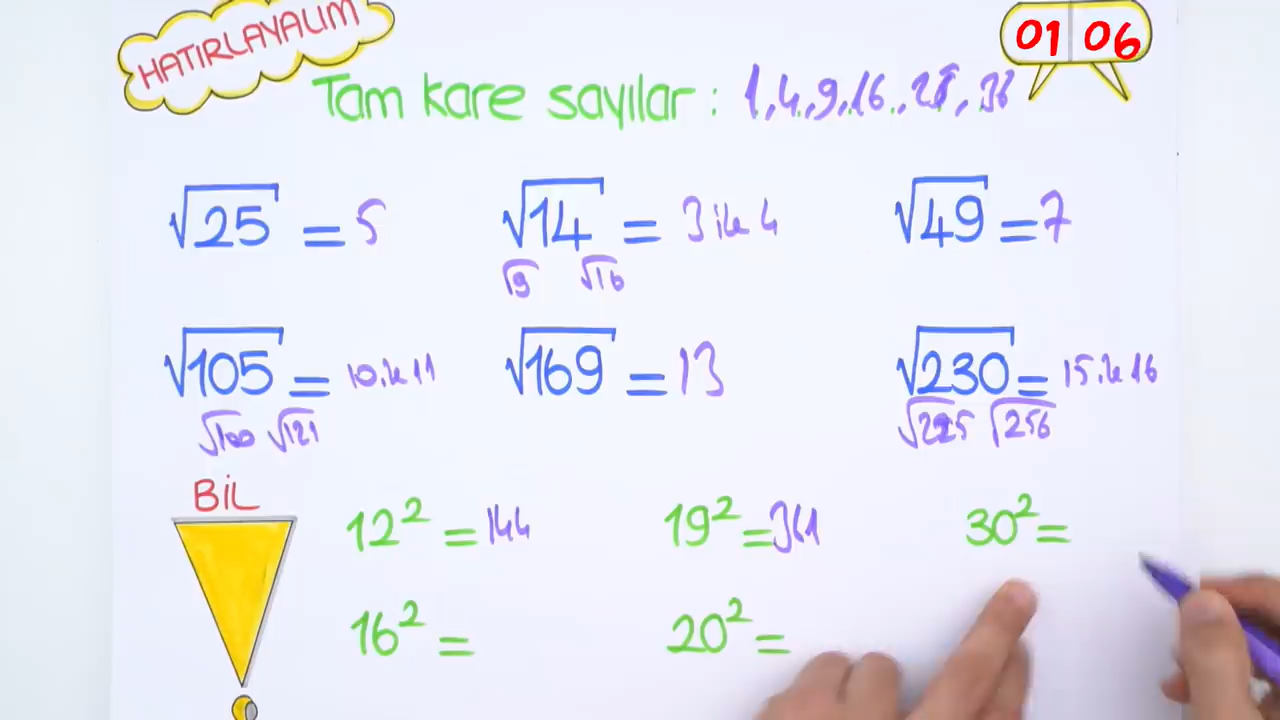 HATIRLAYALIM
01 06
Tam kare sayılar : 1,4,9,16,25,36
√25 = 5
√14 = 3 ile 4
√9 √16
√49 = 7
√105 = 10 ile 11
√100 √121
√169 = 13
√230 = 15 ile 16
√225 √256
BİL
12² = 144
19² = 361
30² =
16² =
20² =